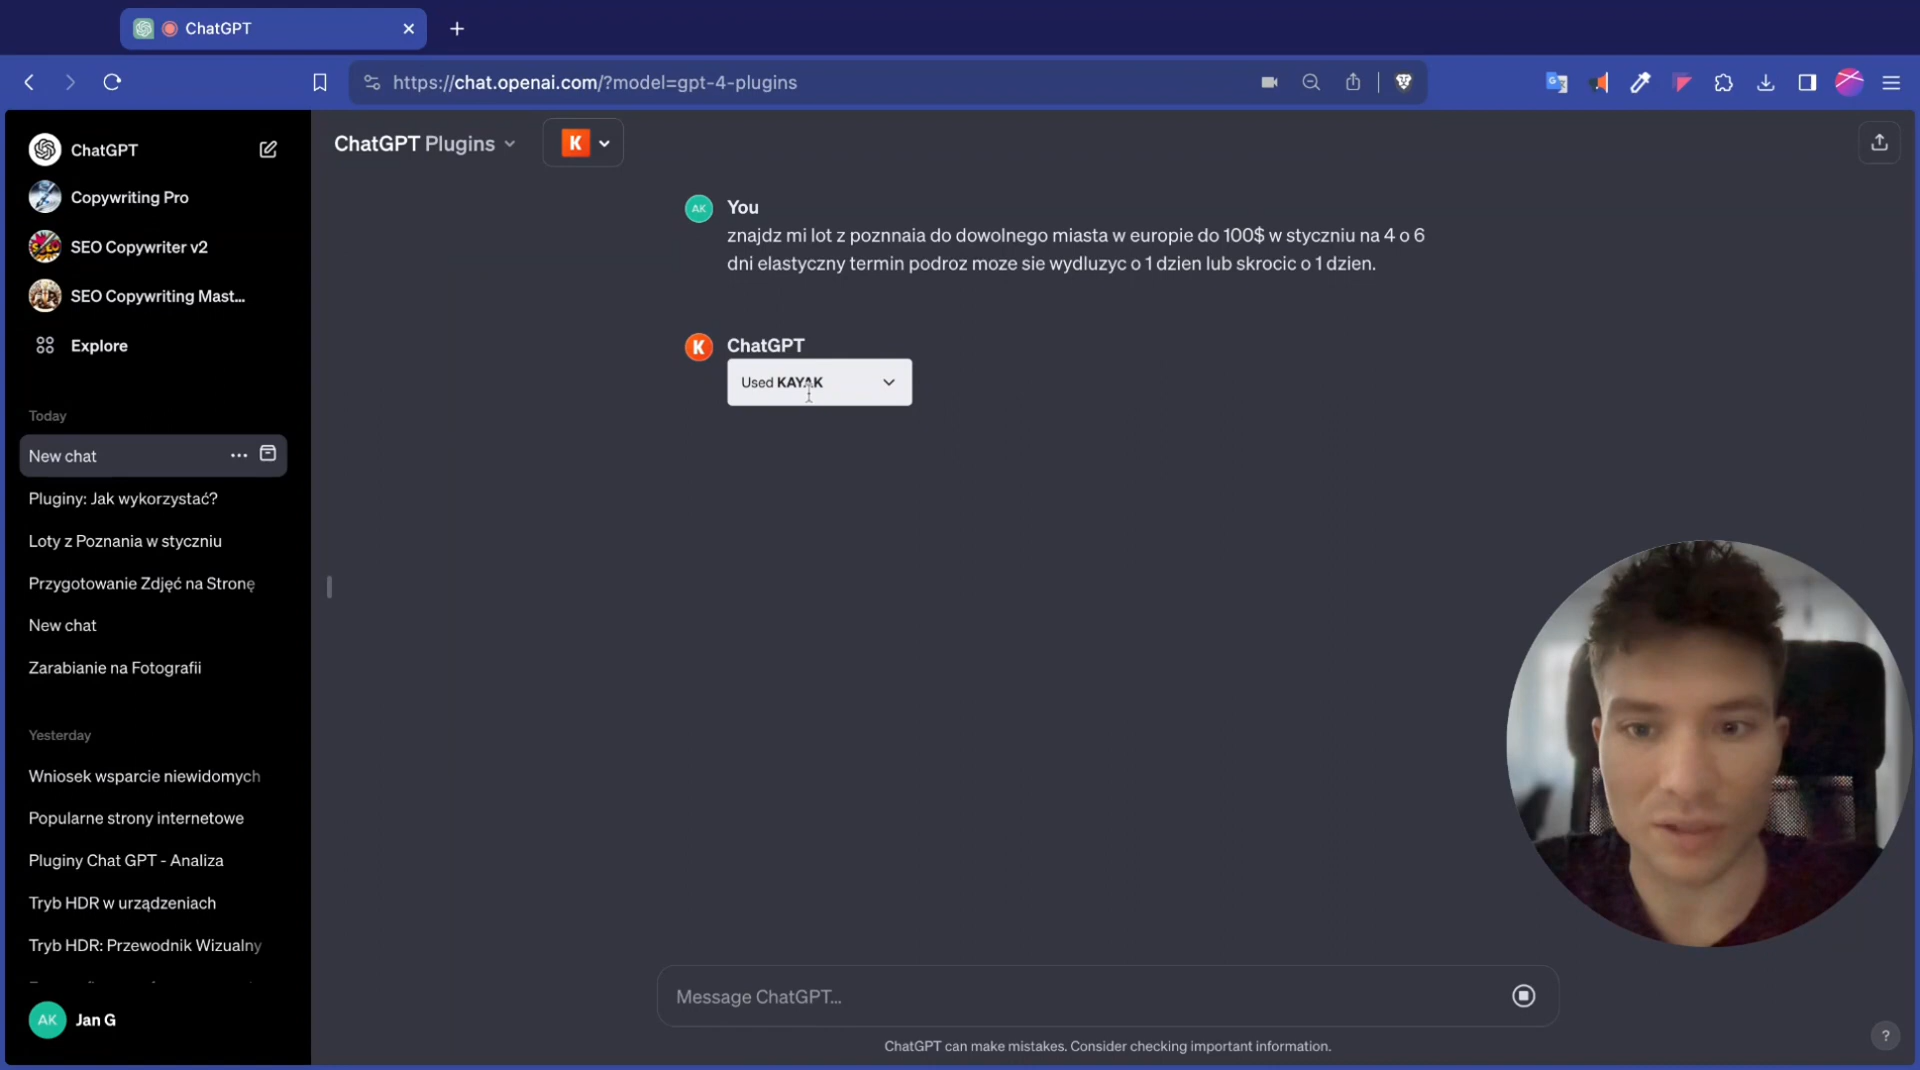 ChatGPT
https://chat.openai.com/?model=gpt-4-plugins
ChatGPT
Copywriting Pro
SEO Copywriter v2
SEO Copywriting Mast...
Explore
Today
New chat
Pluginy: Jak wykorzystać?
Loty z Poznania w styczniu
Przygotowanie Zdjęć na Stronę
New chat
Zarabianie na Fotografii
Yesterday
Wniosek wsparcie niewidomych
Popularne strony internetowe
Pluginy Chat GPT - Analiza
Tryb HDR w urządzeniach
Tryb HDR: Przewodnik Wizualny
AK Jan G
ChatGPT Plugins
K
AK You
znajdz mi lot z poznnaia do dowolnego miasta w europie do 100$ w styczniu na 4 o 6
dni elastyczny termin podroz moze sie wydluzyc o 1 dzien lub skrocic o 1 dzien.
K ChatGPT
Used KAYAK
Message ChatGPT...
ChatGPT can make mistakes. Consider checking important information.
?